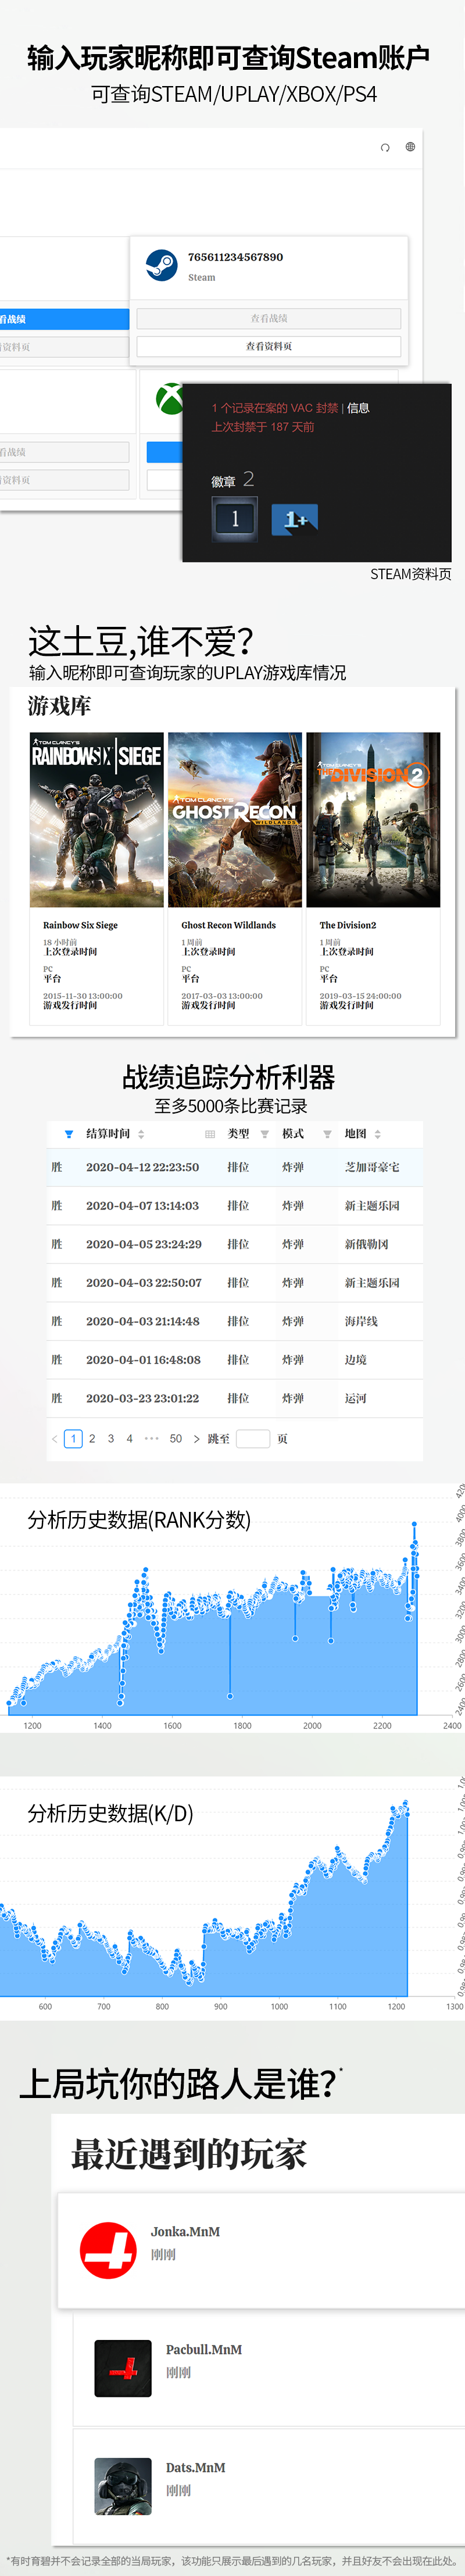 输入玩家昵称即可查询Steam账户
可查询STEAM/UPLAY/XBOX/PS4
765611234567890
Steam
看战绩
查看战绩
看资料页
查看资料页
看战绩
看资料页
1 个记录在案的 VAC 封禁 | 信息
上次封禁于 187 天前
徽章 2
1
1+
STEAM资料页
这土豆,谁不爱?
输入昵称即可查询玩家的UPLAY游戏库情况
游戏库
TOM CLANCY'S
RAINBOW SIX | SIEGE
TOM CLANCY'S
GHOST RECON
WILDLANDS
TOM CLANCY'S
THE DIVISION 2
Rainbow Six Siege
18 小时前
上次登录时间
PC
平台
2015-11-30 13:00:00
游戏发行时间
Ghost Recon Wildlands
1 周前
上次登录时间
PC
平台
2017-03-03 13:00:00
游戏发行时间
The Division2
1 周前
上次登录时间
PC
平台
2019-03-15 24:00:00
游戏发行时间
战绩追踪分析利器
至多5000条比赛记录
结算时间 类型 模式 地图
胜 2020-04-12 22:23:50 排位 炸弹 芝加哥豪宅
胜 2020-04-07 13:14:03 排位 炸弹 新主题乐园
胜 2020-04-05 23:24:29 排位 炸弹 新俄勒冈
胜 2020-04-03 22:50:07 排位 炸弹 新主题乐园
胜 2020-04-03 21:14:48 排位 炸弹 海岸线
胜 2020-04-01 16:48:08 排位 炸弹 边境
胜 2020-03-23 23:01:22 排位 炸弹 运河
< 1 2 3 4 ••• 50 > 跳至 页
分析历史数据(RANK分数)
4000
3800
3600
3400
3200
3000
2800
2600
2400
1200 1400 1600 1800 2000 2200 2400
分析历史数据(K/D)
600 700 800 900 1000 1100 1200 1300
上局坑你的路人是谁?*
最近遇到的玩家
Jonka.MnM
刚刚
Pacbull.MnM
刚刚
Dats.MnM
刚刚
*有时育碧并不会记录全部的当局玩家，该功能只展示最后遇到的几名玩家，并且好友不会出现在此处。